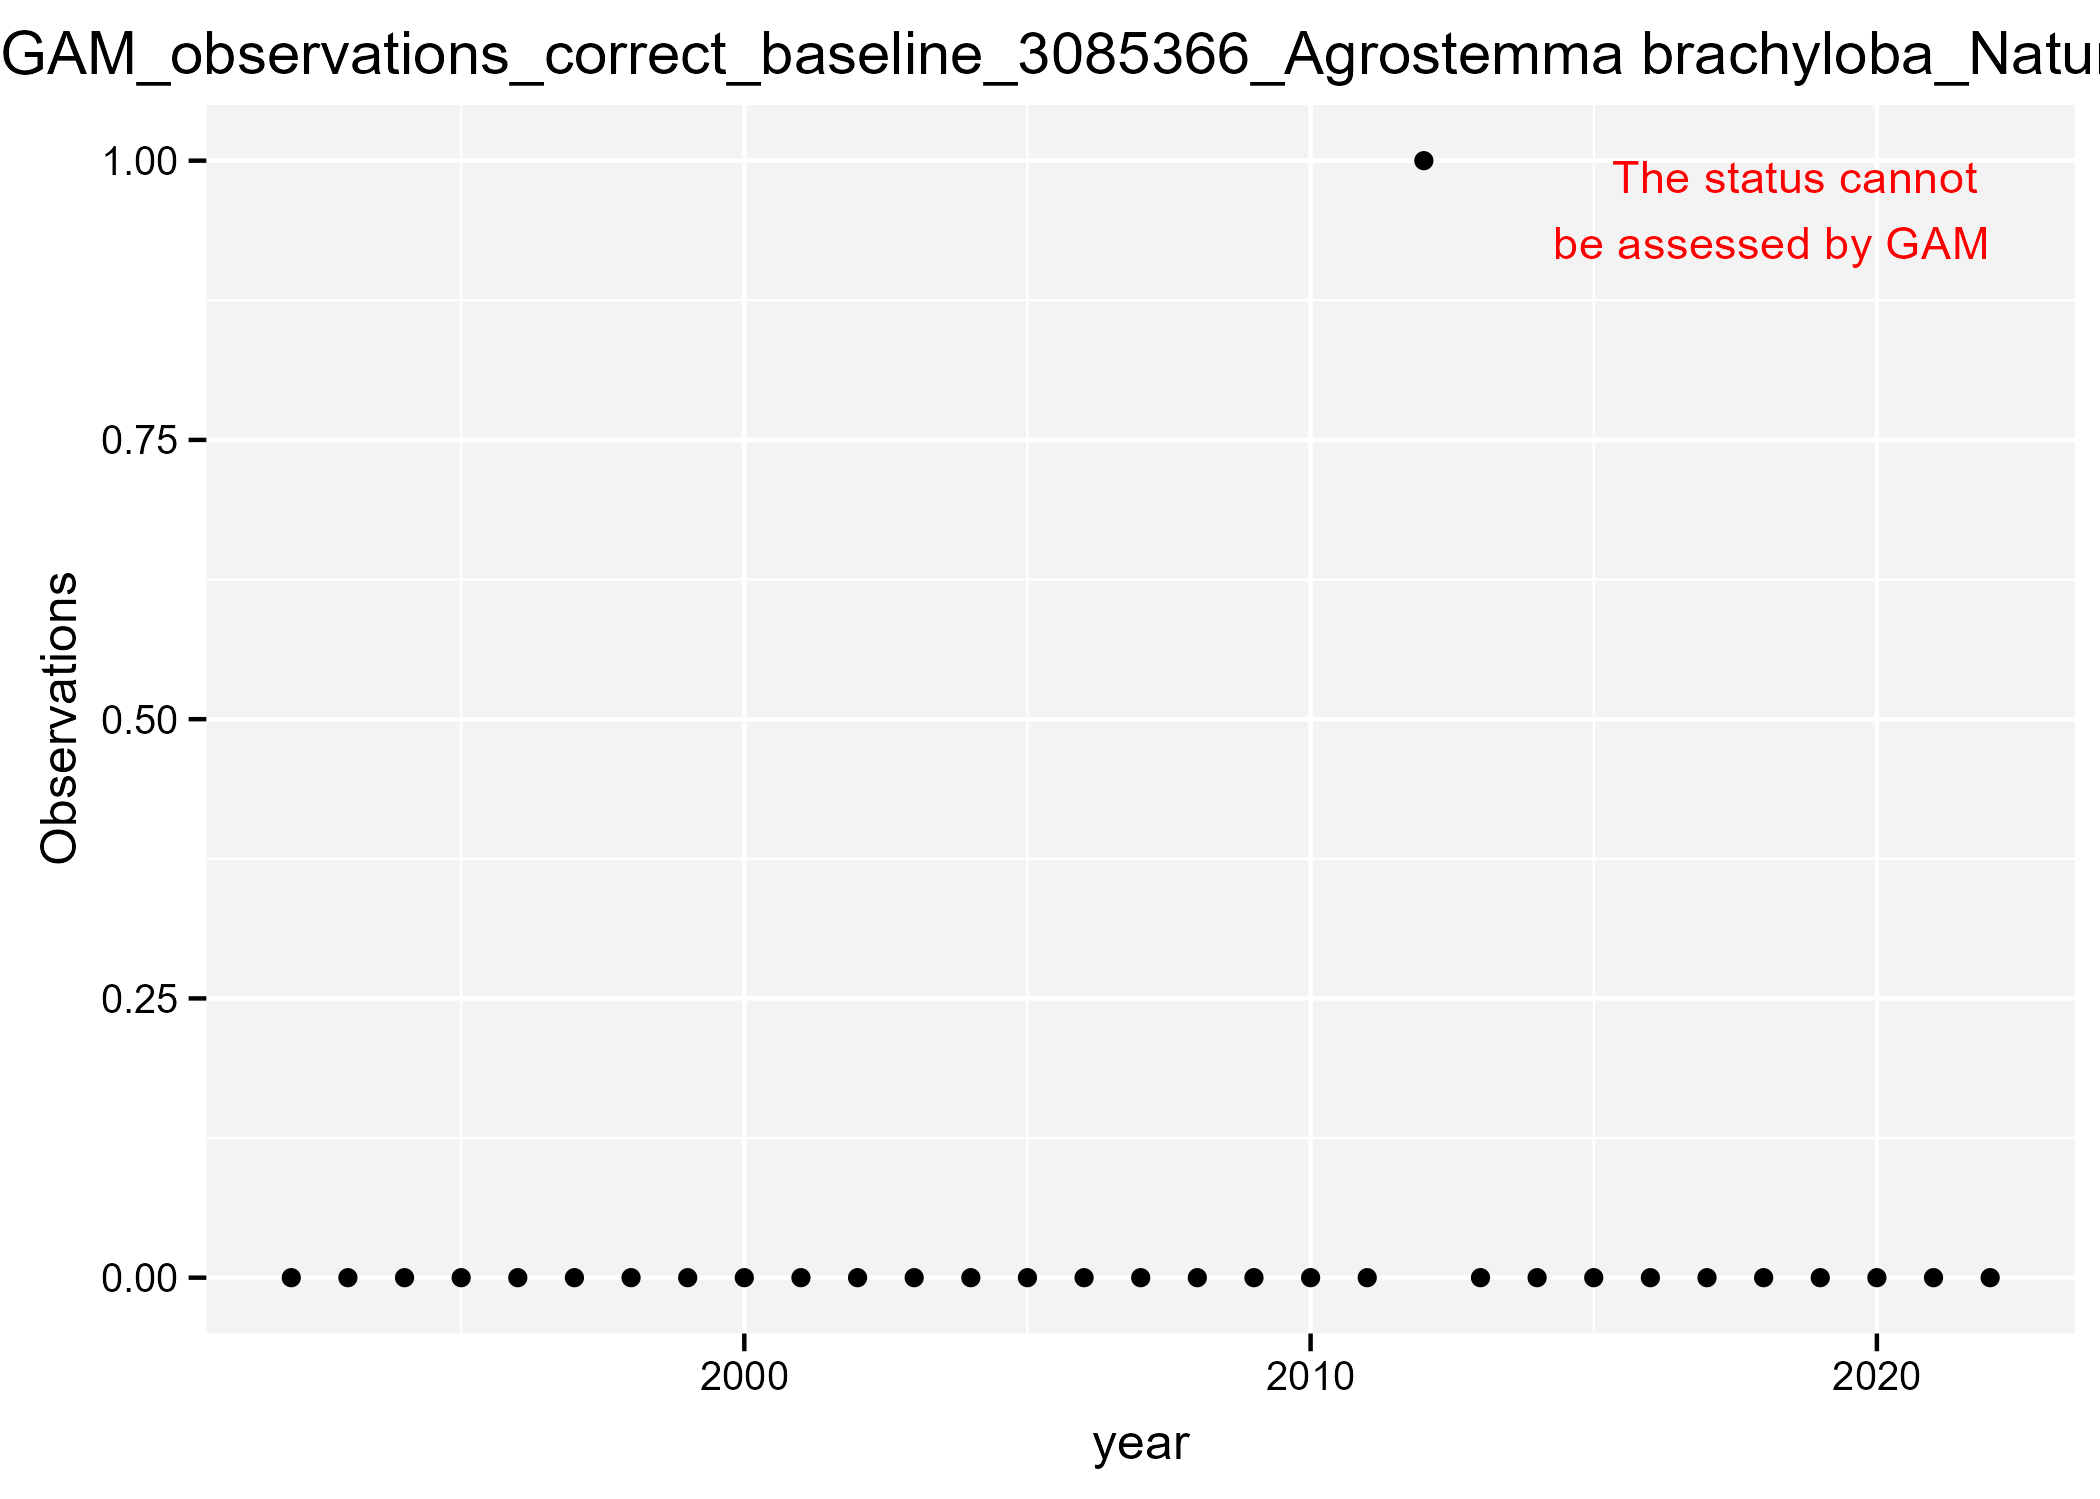 GAM_observations_correct_baseline_3085366_Agrostemma brachyloba_Natu
1.00
The status cannot
be assessed by GAM
0.75
0.50
0.25
0.00
Observations
2000
2010
2020
year